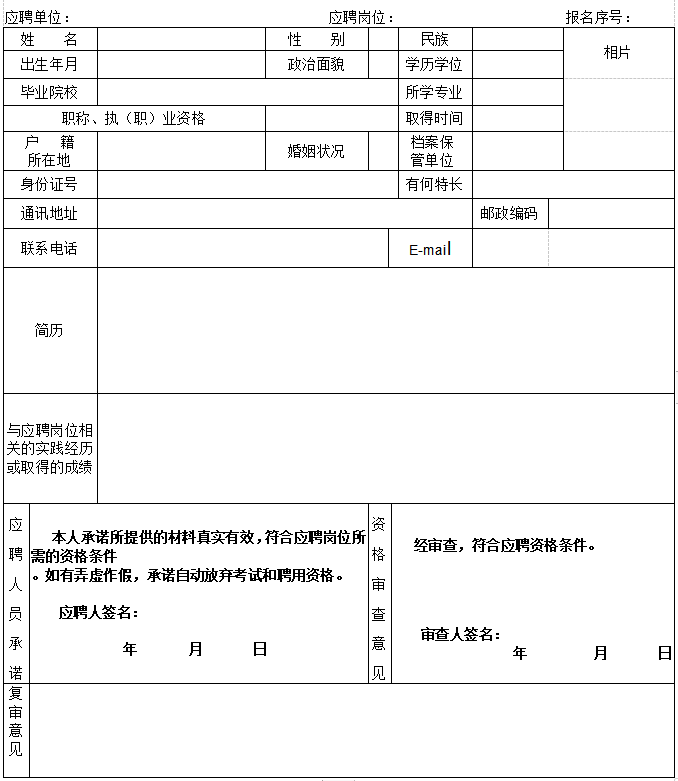 应聘单位： 应聘岗位： 报名序号：
姓 名 性 别 民族 相片
出生年月 政治面貌 学历学位
毕业院校 所学专业
职称、执（职）业资格 取得时间
户 籍
所在地
婚姻状况
档案保
管单位
身份证号 有何特长
通讯地址 邮政编码
联系电话 E-mail
简历
与应聘岗位相
关的实践经历
或取得的成绩
应
聘
人
员
承
诺
本人承诺所提供的材料真实有效，符合应聘岗位所
需的资格条件
。如有弄虚作假，承诺自动放弃考试和聘用资格。
应聘人签名：
年 月 日
资
格
审
查
意
见
经审查，符合应聘资格条件。
审查人签名：
年 月 日
复
审
意
见